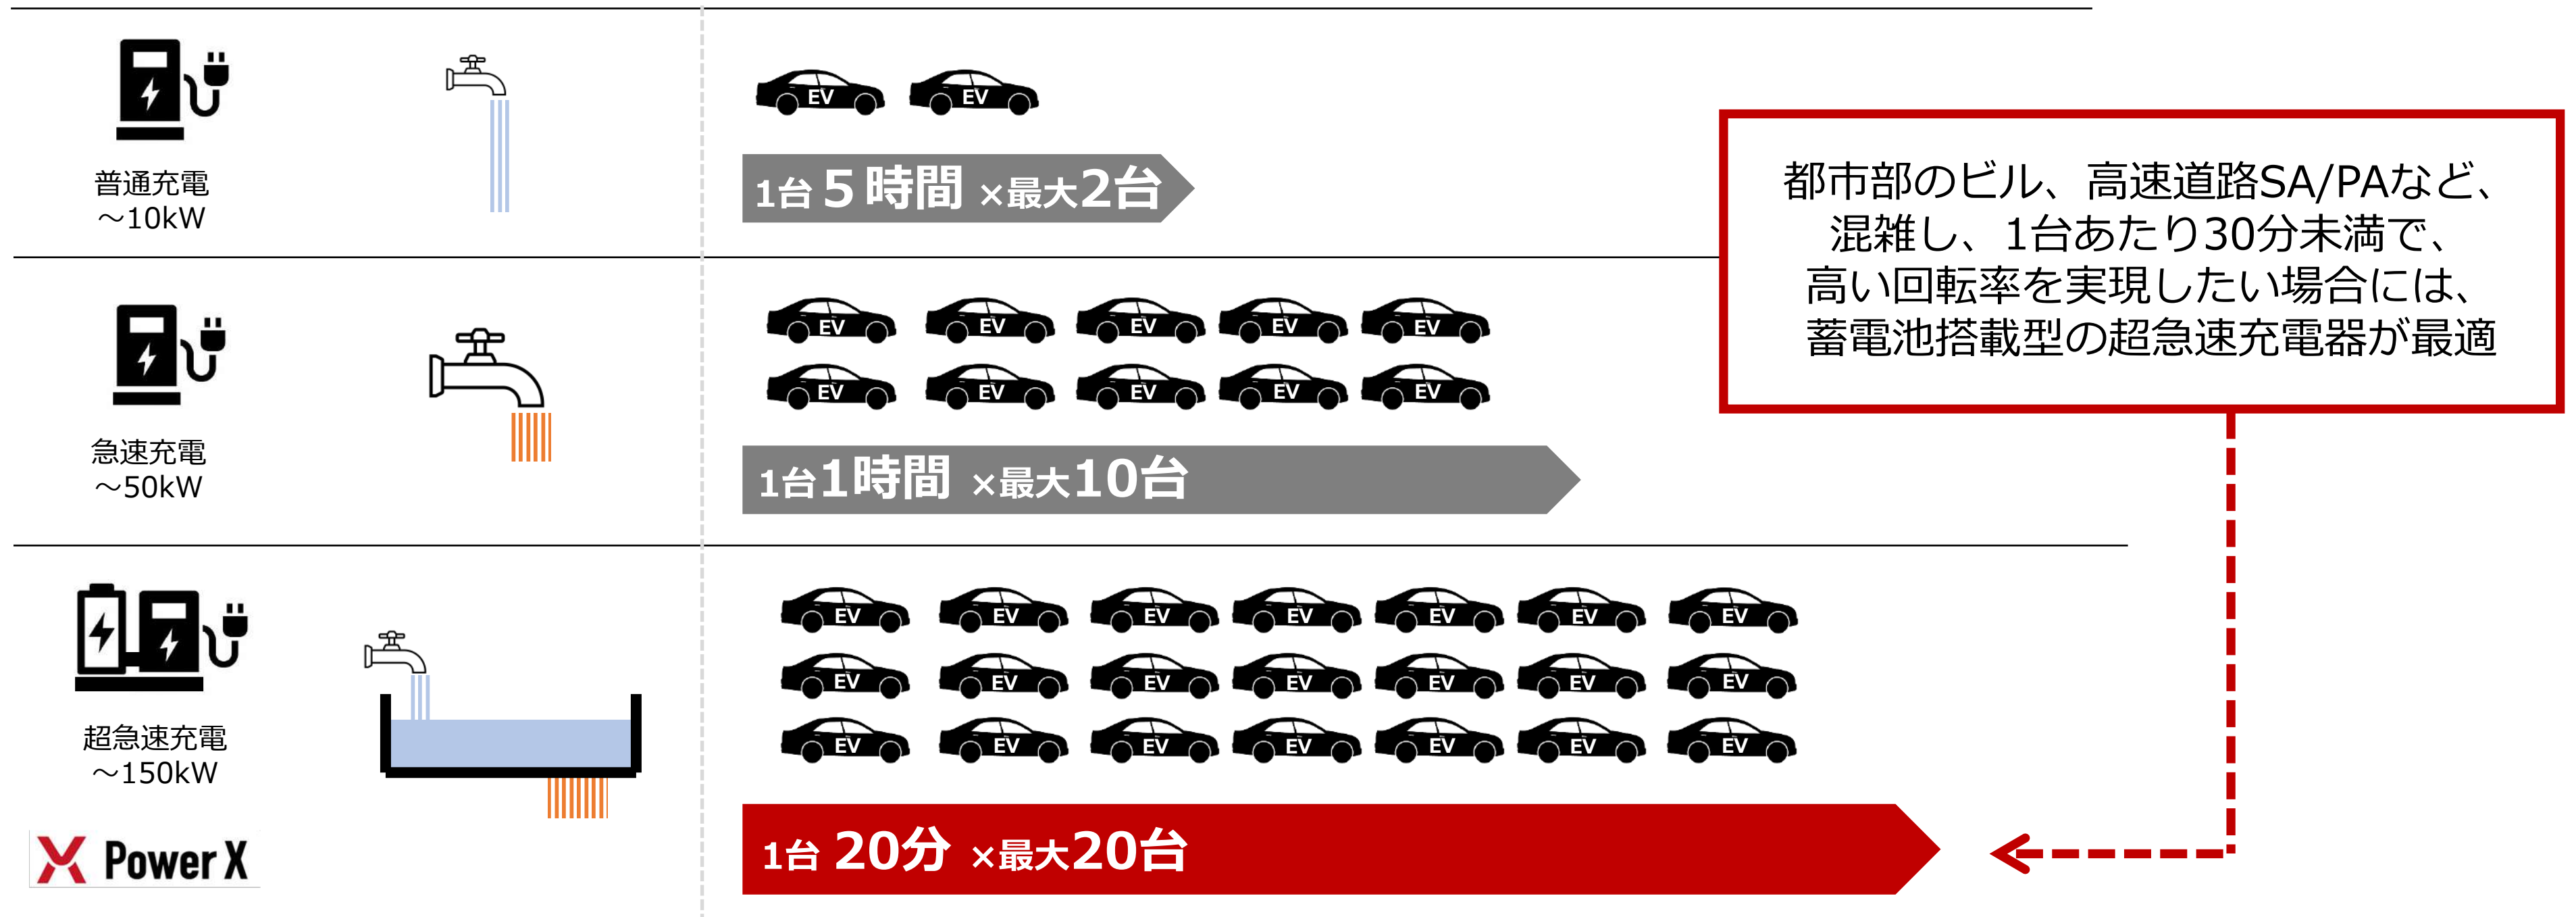 普通充電
～10kW
EV EV
1台 5 時間 ×最大2台
都市部のビル、高速道路SA/PAなど、
混雑し、1台あたり30分未満で、
高い回転率を実現したい場合には、
蓄電池搭載型の超急速充電器が最適
急速充電
～50kW
EV EV EV EV EV
EV EV EV EV EV
1台1時間 ×最大10台
超急速充電
～150kW
Power X
EV EV EV EV EV EV EV
EV EV EV EV EV EV EV
EV EV EV EV EV EV EV
1台 20分 ×最大20台